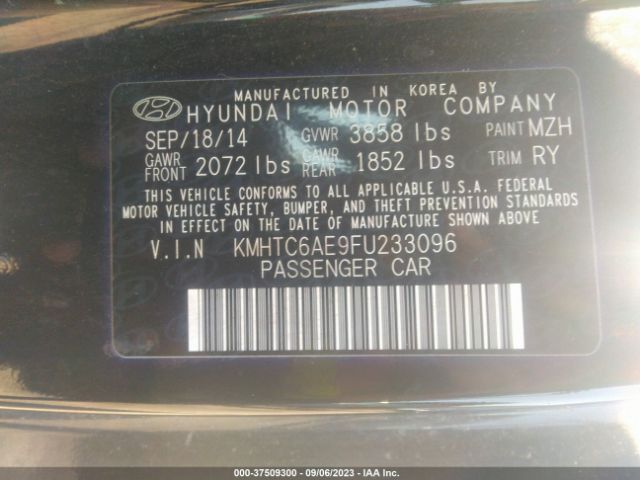 MANUFACTURED IN KOREA BY
HYUNDAI MOTOR COMPANY
SEP/18/14 GVWR 3858 lbs PAINT MZH
GAWR FRONT 2072 lbs GAWR REAR 1852 lbs TRIM RY
THIS VEHICLE CONFORMS TO ALL APPLICABLE U.S.A. FEDERAL
MOTOR VEHICLE SAFETY, BUMPER, AND THEFT PREVENTION STANDARDS
IN EFFECT ON THE DATE OF MANUFACTURE SHOWN ABOVE
V.I.N KMHTC6AE9FU233096
PASSENGER CAR
000-37509300 - 09/06/2023 - IAA Inc.